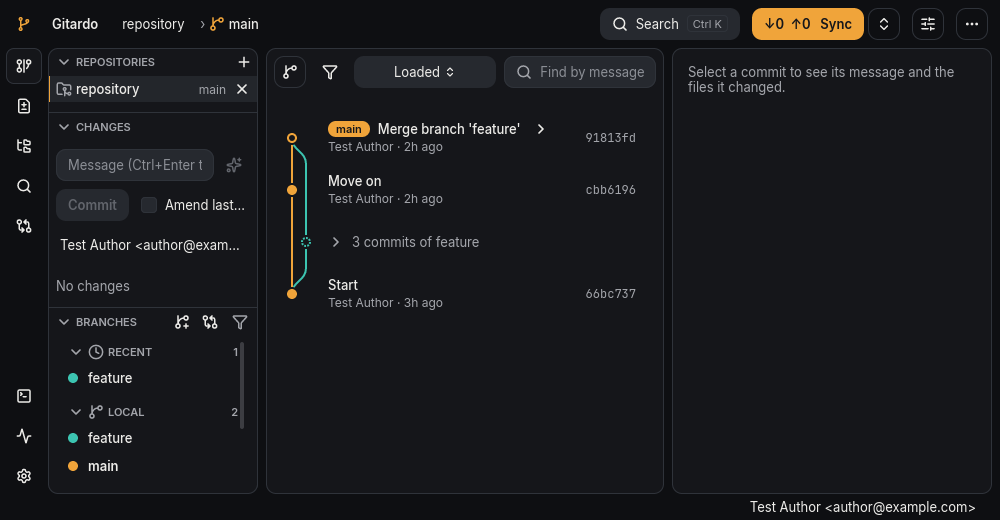 Gitardo repository › main Search Ctrl K ↓0 ↑0 Sync
REPOSITORIES
repository main
CHANGES
Message (Ctrl+Enter t
Commit Amend last...
Test Author <author@exam...
No changes
BRANCHES
RECENT 1
feature
LOCAL 2
feature
main
Loaded Find by message
main Merge branch 'feature' 91813fd
Test Author · 2h ago
Move on cbb6196
Test Author · 2h ago
3 commits of feature
Start 66bc737
Test Author · 3h ago
Select a commit to see its message and the
files it changed.
Test Author <author@example.com>